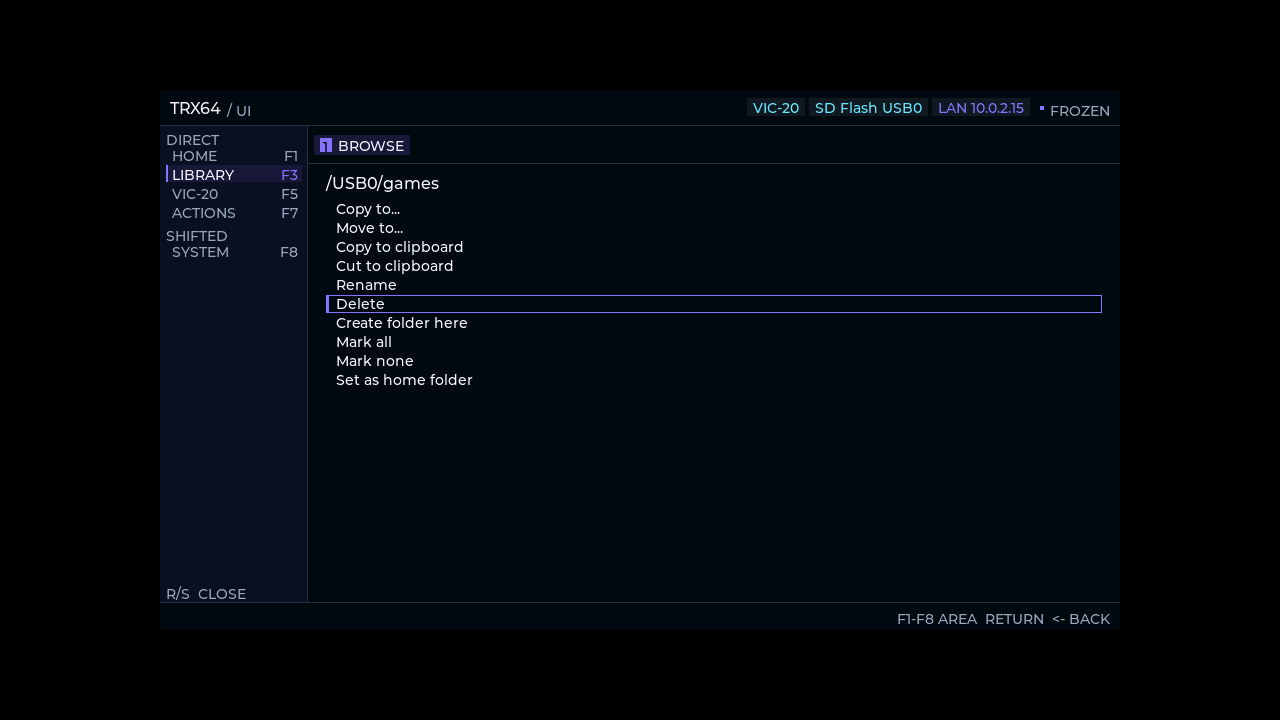 TRX64 / UI VIC-20 SD Flash USB0 LAN 10.0.2.15 FROZEN
DIRECT
HOME F1
LIBRARY F3
VIC-20 F5
ACTIONS F7
SHIFTED
SYSTEM F8
R/S CLOSE
1 BROWSE
/USB0/games
Copy to...
Move to...
Copy to clipboard
Cut to clipboard
Rename
Delete
Create folder here
Mark all
Mark none
Set as home folder
F1-F8 AREA RETURN <- BACK